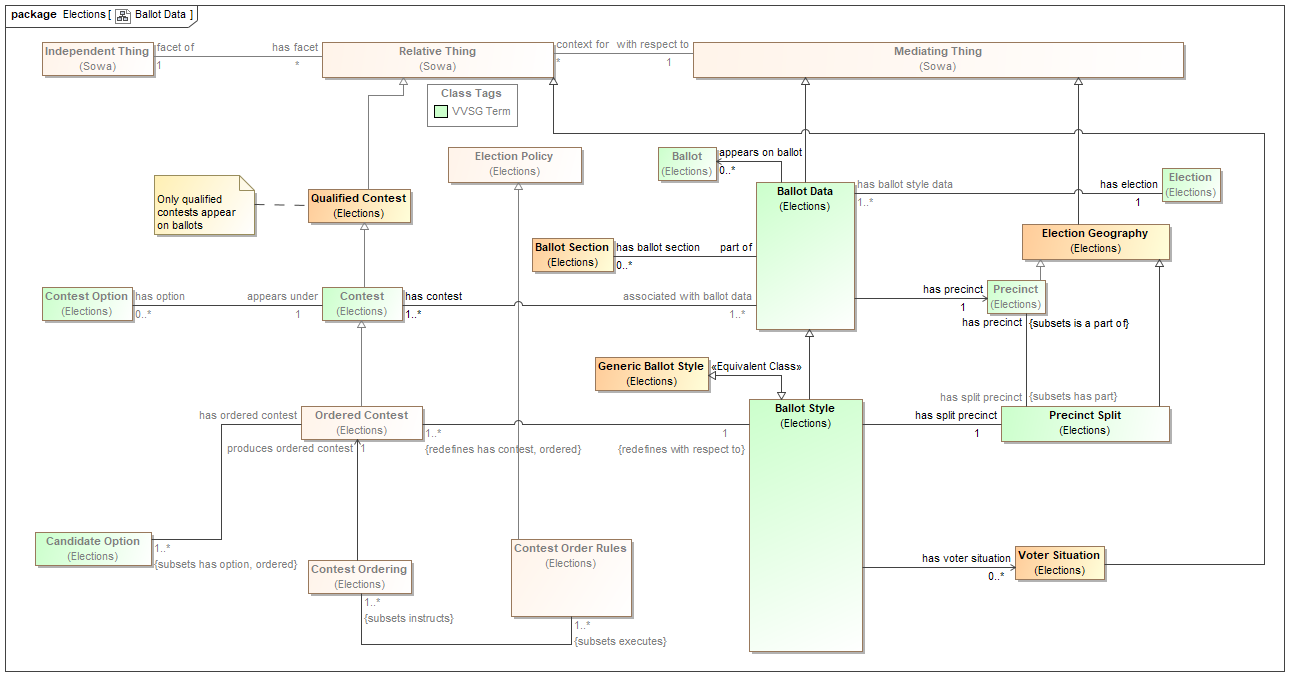 package Elections [ Ballot Data ]
Independent Thing
(Sowa)
facet of
1
has facet
*
Relative Thing
(Sowa)
context for
*
with respect to
1
Mediating Thing
(Sowa)
Class Tags
VVSG Term
Election Policy
(Elections)
Ballot
(Elections)
appears on ballot
0..*
Only qualified
contests appear
on ballots
Qualified Contest
(Elections)
Ballot Data
(Elections)
has ballot style data
1..*
has election
1
Election
(Elections)
Election Geography
(Elections)
Ballot Section
(Elections)
has ballot section
0..*
part of
Contest Option
(Elections)
has option
0..*
appears under
1
Contest
(Elections)
has contest
1..*
associated with ballot data
1..*
has precinct
1
Precinct
(Elections)
has precinct
{subsets is a part of}
Generic Ballot Style
(Elections)
«Equivalent Class»
Ballot Style
(Elections)
has split precinct
{subsets has part}
has split precinct
1
Precinct Split
(Elections)
has ordered contest
Ordered Contest
(Elections)
1..*
{redefines has contest, ordered}
1
{redefines with respect to}
produces ordered contest
1
Candidate Option
(Elections)
1..*
{subsets has option, ordered}
Contest Ordering
(Elections)
1..*
{subsets instructs}
Contest Order Rules
(Elections)
1..*
{subsets executes}
has voter situation
0..*
Voter Situation
(Elections)